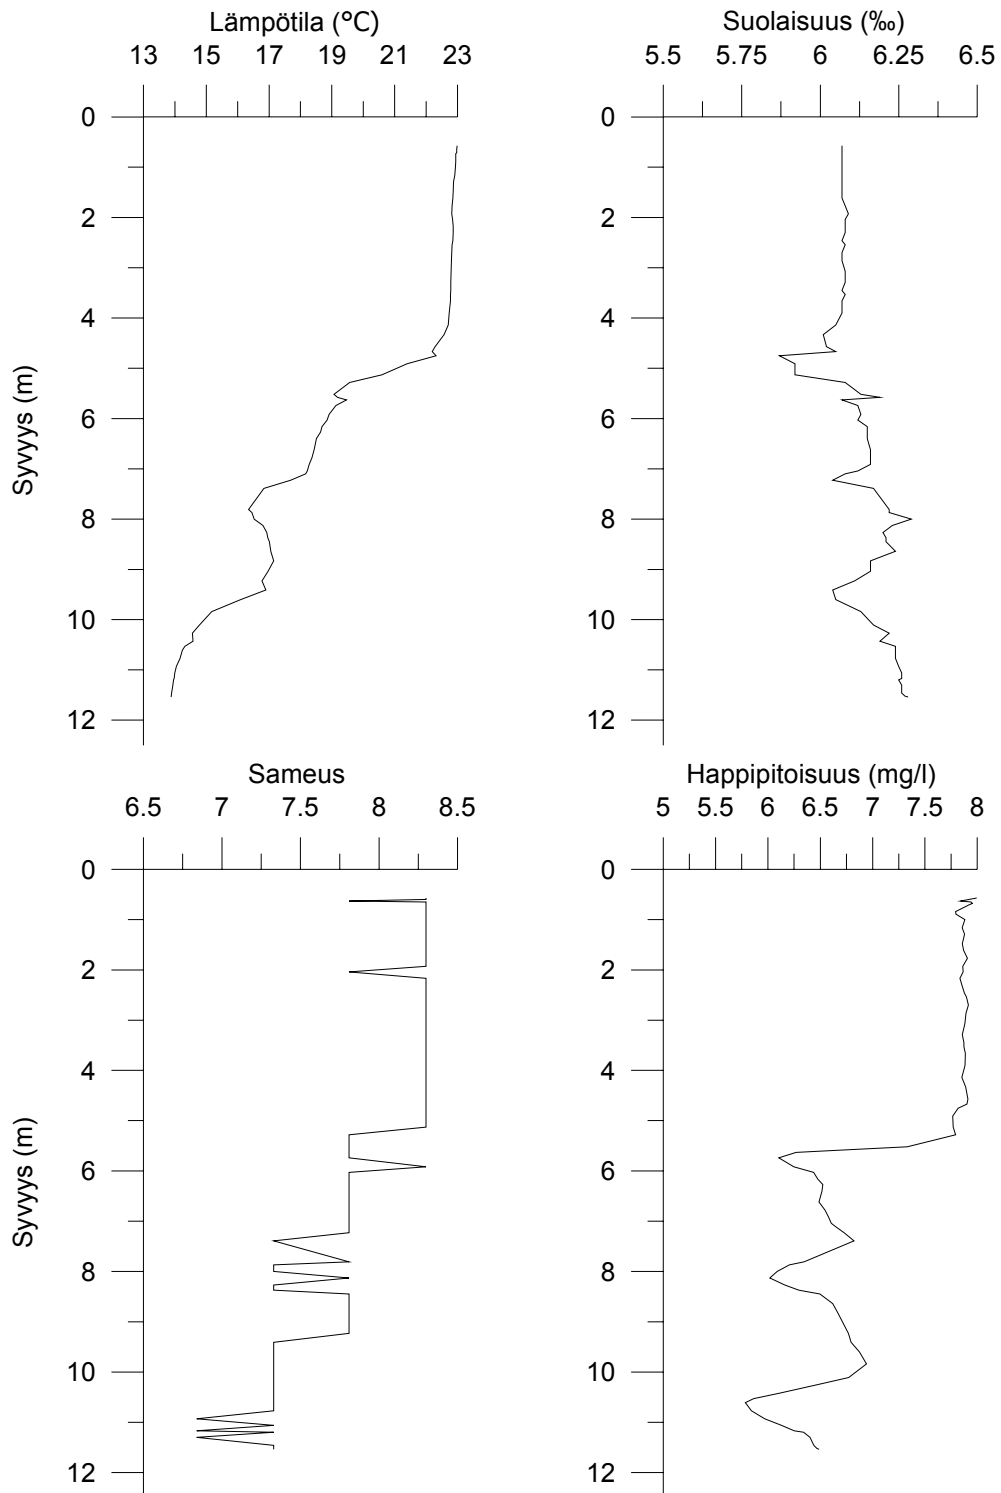 Lämpötila (°C)
13 15 17 19 21 23
0
2
4
6
8
10
12
Syvyys (m)
Suolaisuus (‰)
5.5 5.75 6 6.25 6.5
0
2
4
6
8
10
12
Sameus
6.5 7 7.5 8 8.5
0
2
4
6
8
10
12
Syvyys (m)
Happipitoisuus (mg/l)
5 5.5 6 6.5 7 7.5 8
0
2
4
6
8
10
12